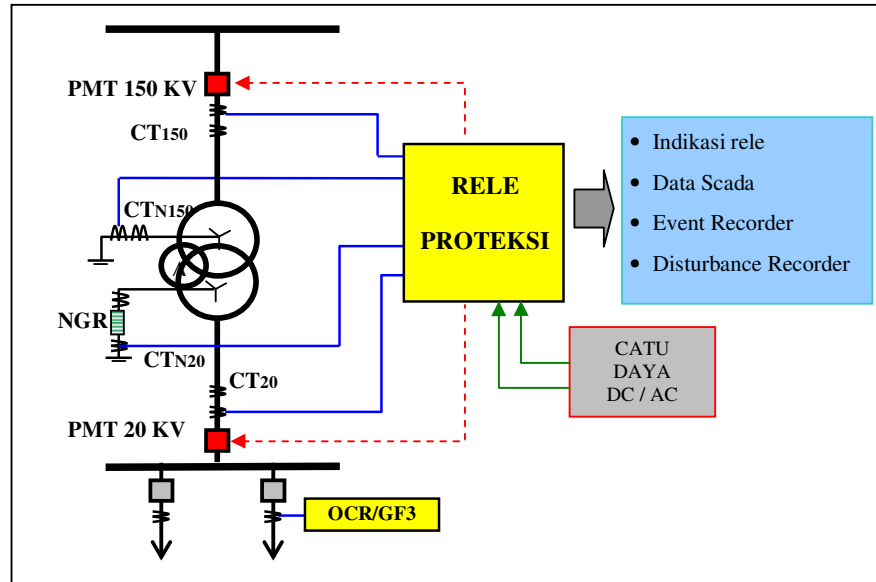 PMT 150 KV
CT150
CTN150
NGR
CTN20
CT20
PMT 20 KV
RELE
PROTEKSI
• Indikasi rele
• Data Scada
• Event Recorder
• Disturbance Recorder
CATU
DAYA
DC / AC
OCR/GF3